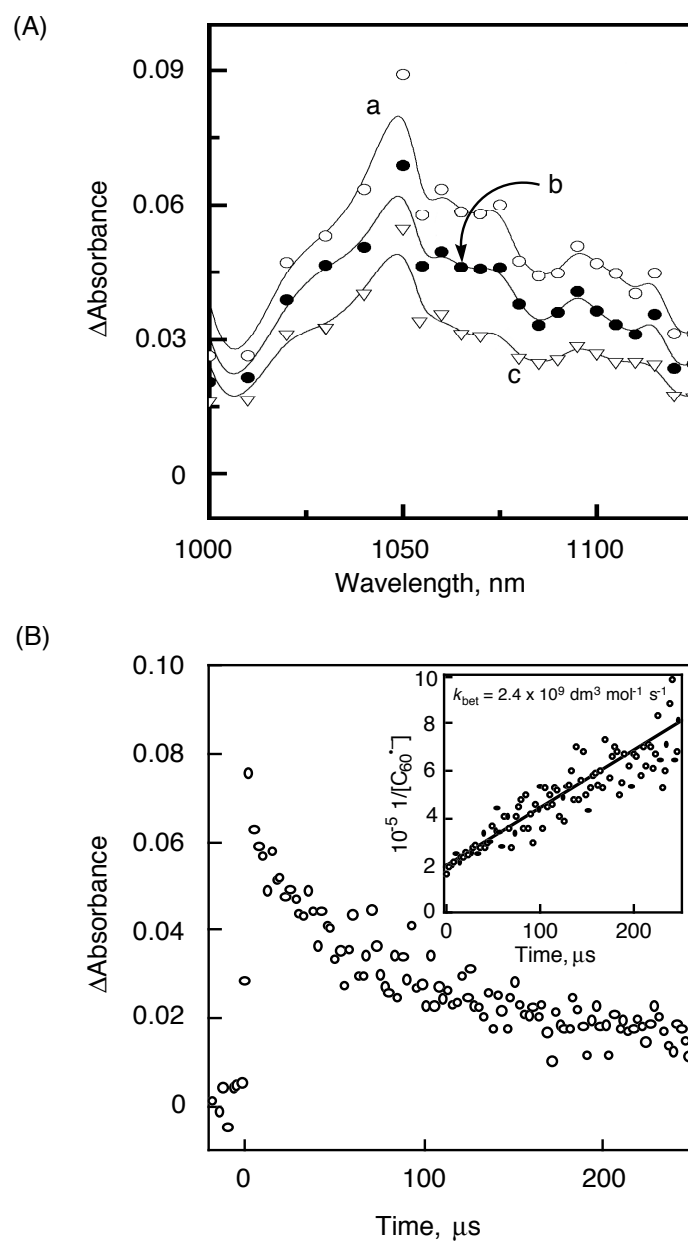 (A)
0.09
0.06
0.03
0
ΔAbsorbance
a
b
c
1000 1050 1100
Wavelength, nm
(B)
0.10
0.08
0.06
0.04
0.02
0
ΔAbsorbance
0 100 200
Time, μs
k_bet = 2.4 x 10⁹ dm³ mol⁻¹ s⁻¹
10
8
6
4
2
0
10⁻⁵ 1/[C₆₀•⁻]
0 100 200
Time, μs